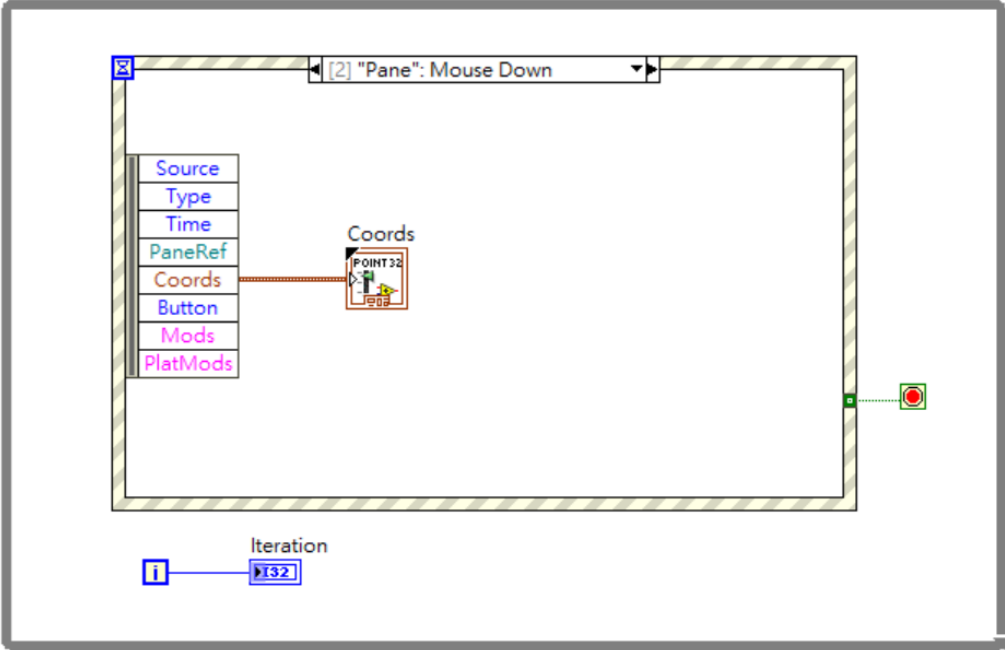 [2] "Pane": Mouse Down
Source
Type
Time
PaneRef
Coords
Button
Mods
PlatMods
Coords
POINT32
Iteration
i
I32